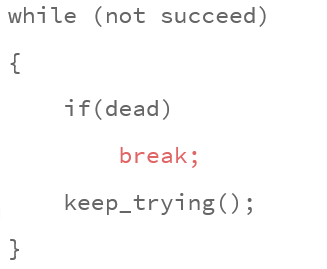 while (not succeed)
{
    if(dead)
        break;
    keep_trying();
}